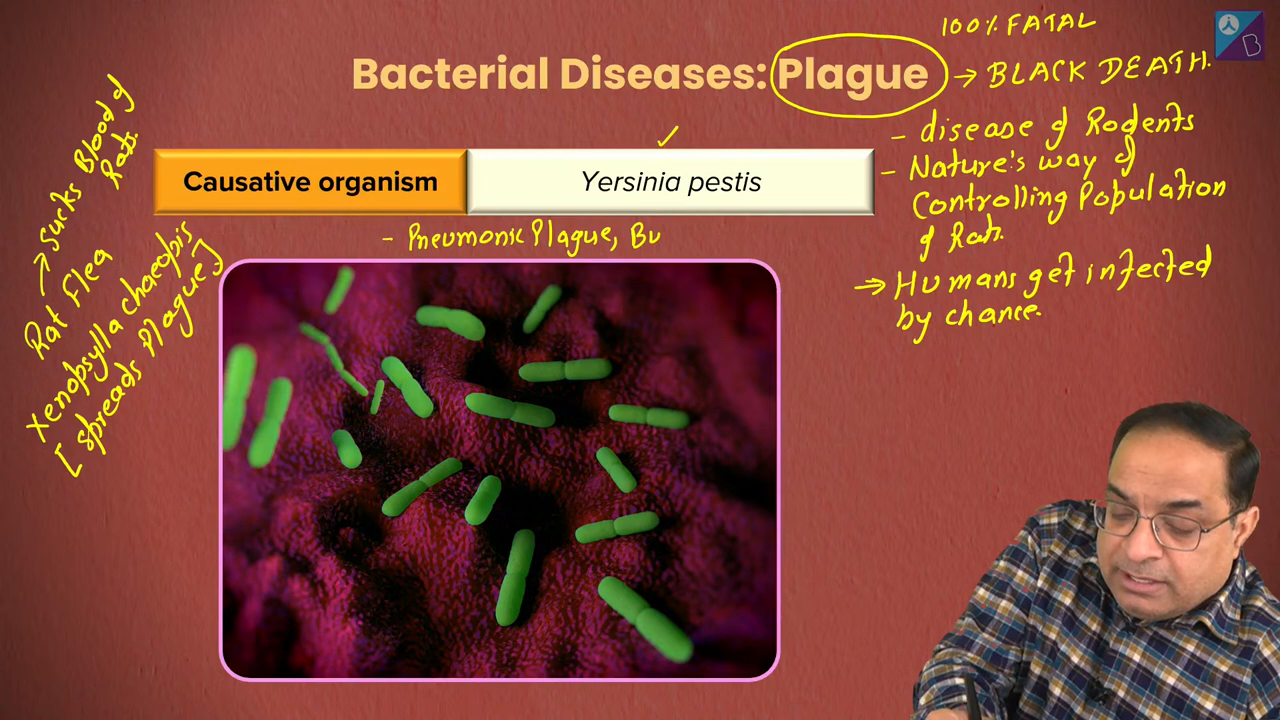 100% FATAL
Bacterial Diseases: Plague
→ BLACK DEATH.
- disease of Rodents
- Nature's way of
Controlling Population
of Rats.
→ Humans get infected
by chance.
Causative organism
Yersinia pestis
- Pneumonic Plague, Bu
→ Sucks Blood of
Rats.
Rat Flea
Xenopsylla chaeopis
[ Spreads Plague ]
B